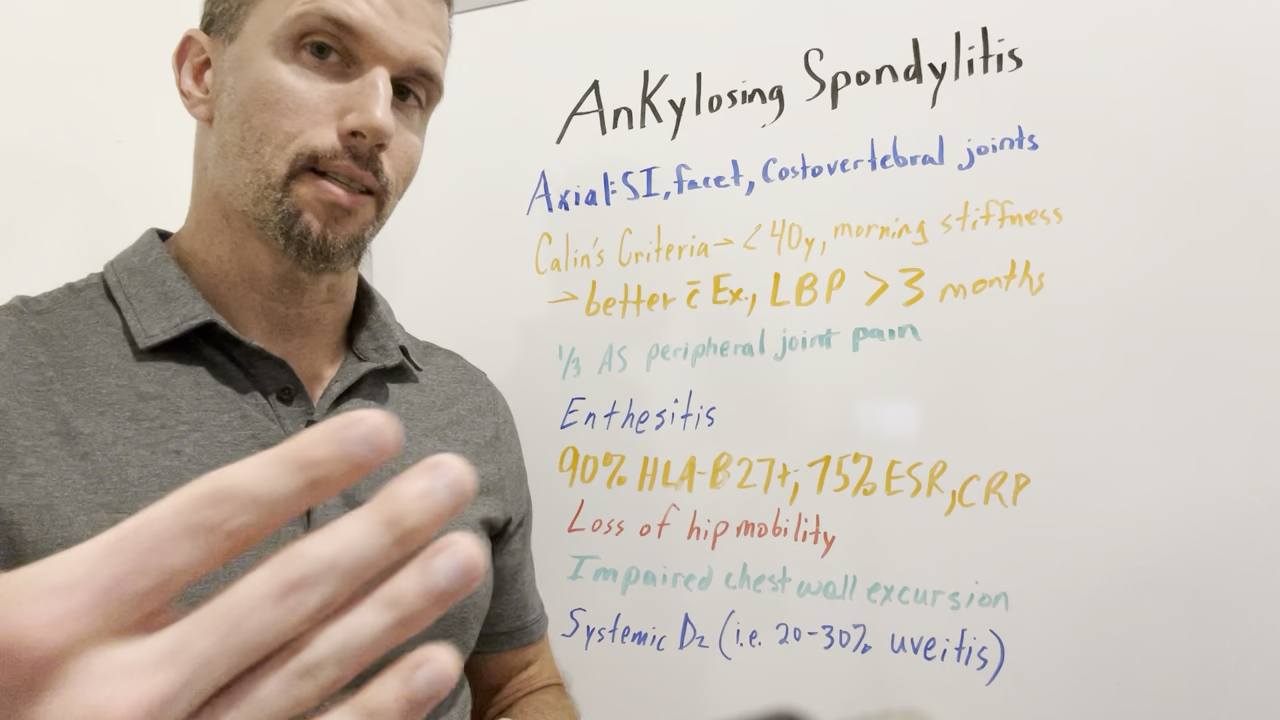 Ankylosing Spondylitis
Axial: SI, facet, Costovertebral joints
Calin's Criteria → < 40y, morning stiffness
→ better c̄ Ex., LBP > 3 months
1/3 AS peripheral joint pain
Enthesitis
90% HLA-B27+; 75% ESR, CRP
Loss of hip mobility
Impaired chest wall excursion
Systemic Dz (i.e. 20-30% uveitis)